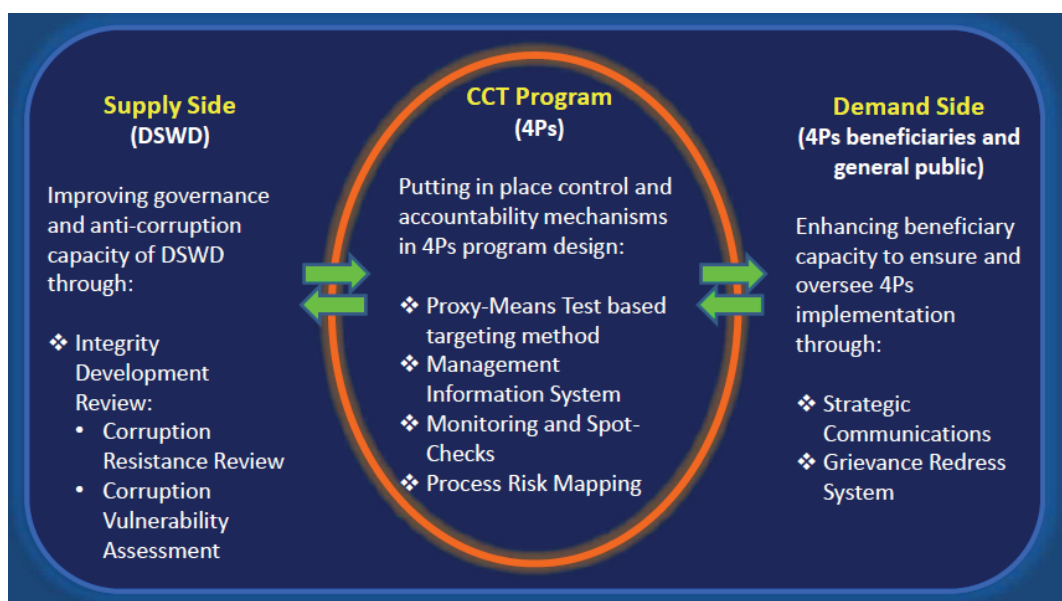 Supply Side
(DSWD)
Improving governance
and anti-corruption
capacity of DSWD
through:
❖ Integrity
Development
Review:
• Corruption
Resistance Review
• Corruption
Vulnerability
Assessment
CCT Program
(4Ps)
Putting in place control and
accountability mechanisms
in 4Ps program design:
❖ Proxy-Means Test based
targeting method
❖ Management
Information System
❖ Monitoring and Spot-
Checks
❖ Process Risk Mapping
Demand Side
(4Ps beneficiaries and
general public)
Enhancing beneficiary
capacity to ensure and
oversee 4Ps
implementation
through:
❖ Strategic
Communications
❖ Grievance Redress
System